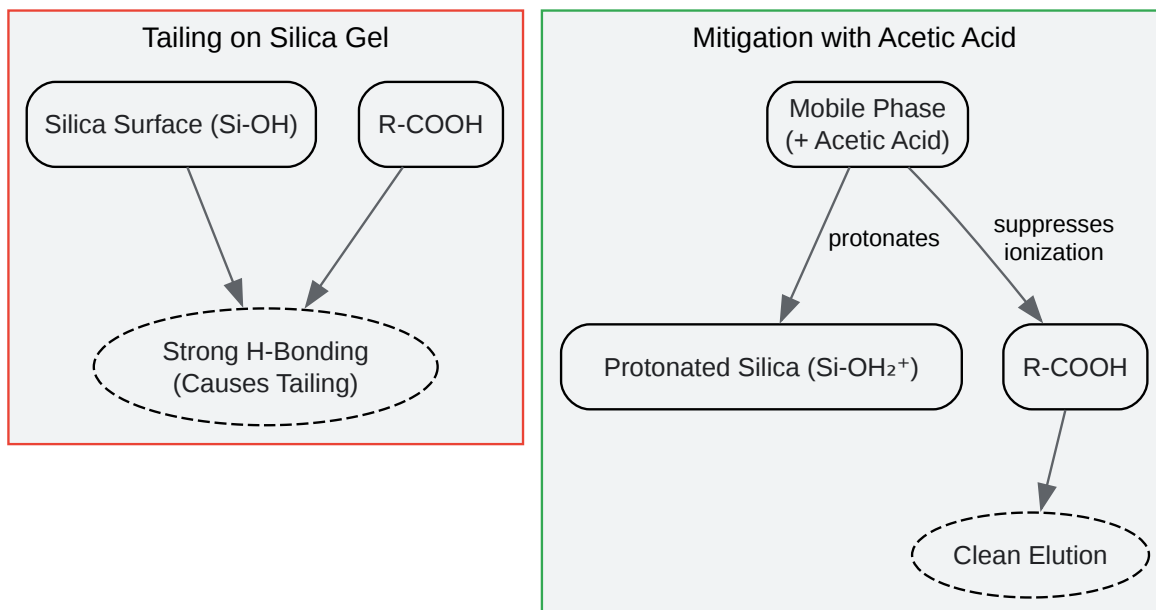 Tailing on Silica Gel
Silica Surface (Si-OH)
R-COOH
Strong H-Bonding
(Causes Tailing)
Mitigation with Acetic Acid
Mobile Phase
(+ Acetic Acid)
protonates
suppresses
ionization
Protonated Silica (Si-OH₂⁺)
R-COOH
Clean Elution